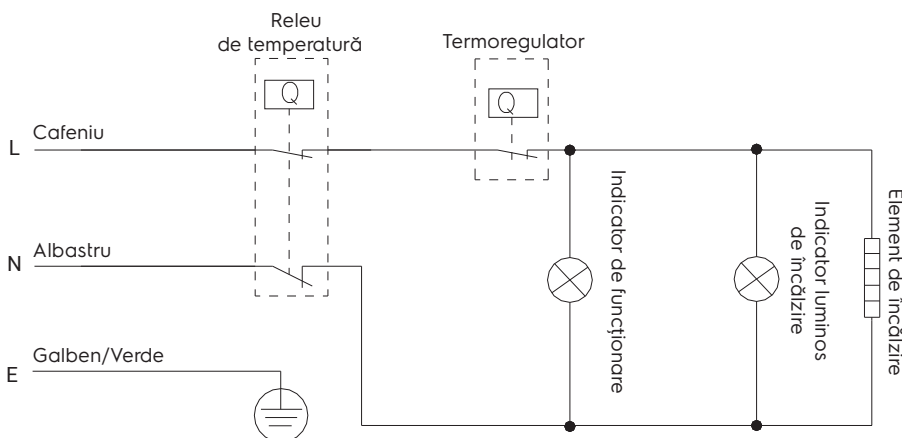 Releu
de temperatură
Termoregulator
Q
Q
L
Cafeniu
N
Albastru
E
Galben/Verde
Indicator de funcționare
Indicator luminos
de încălzire
Element de încălzire